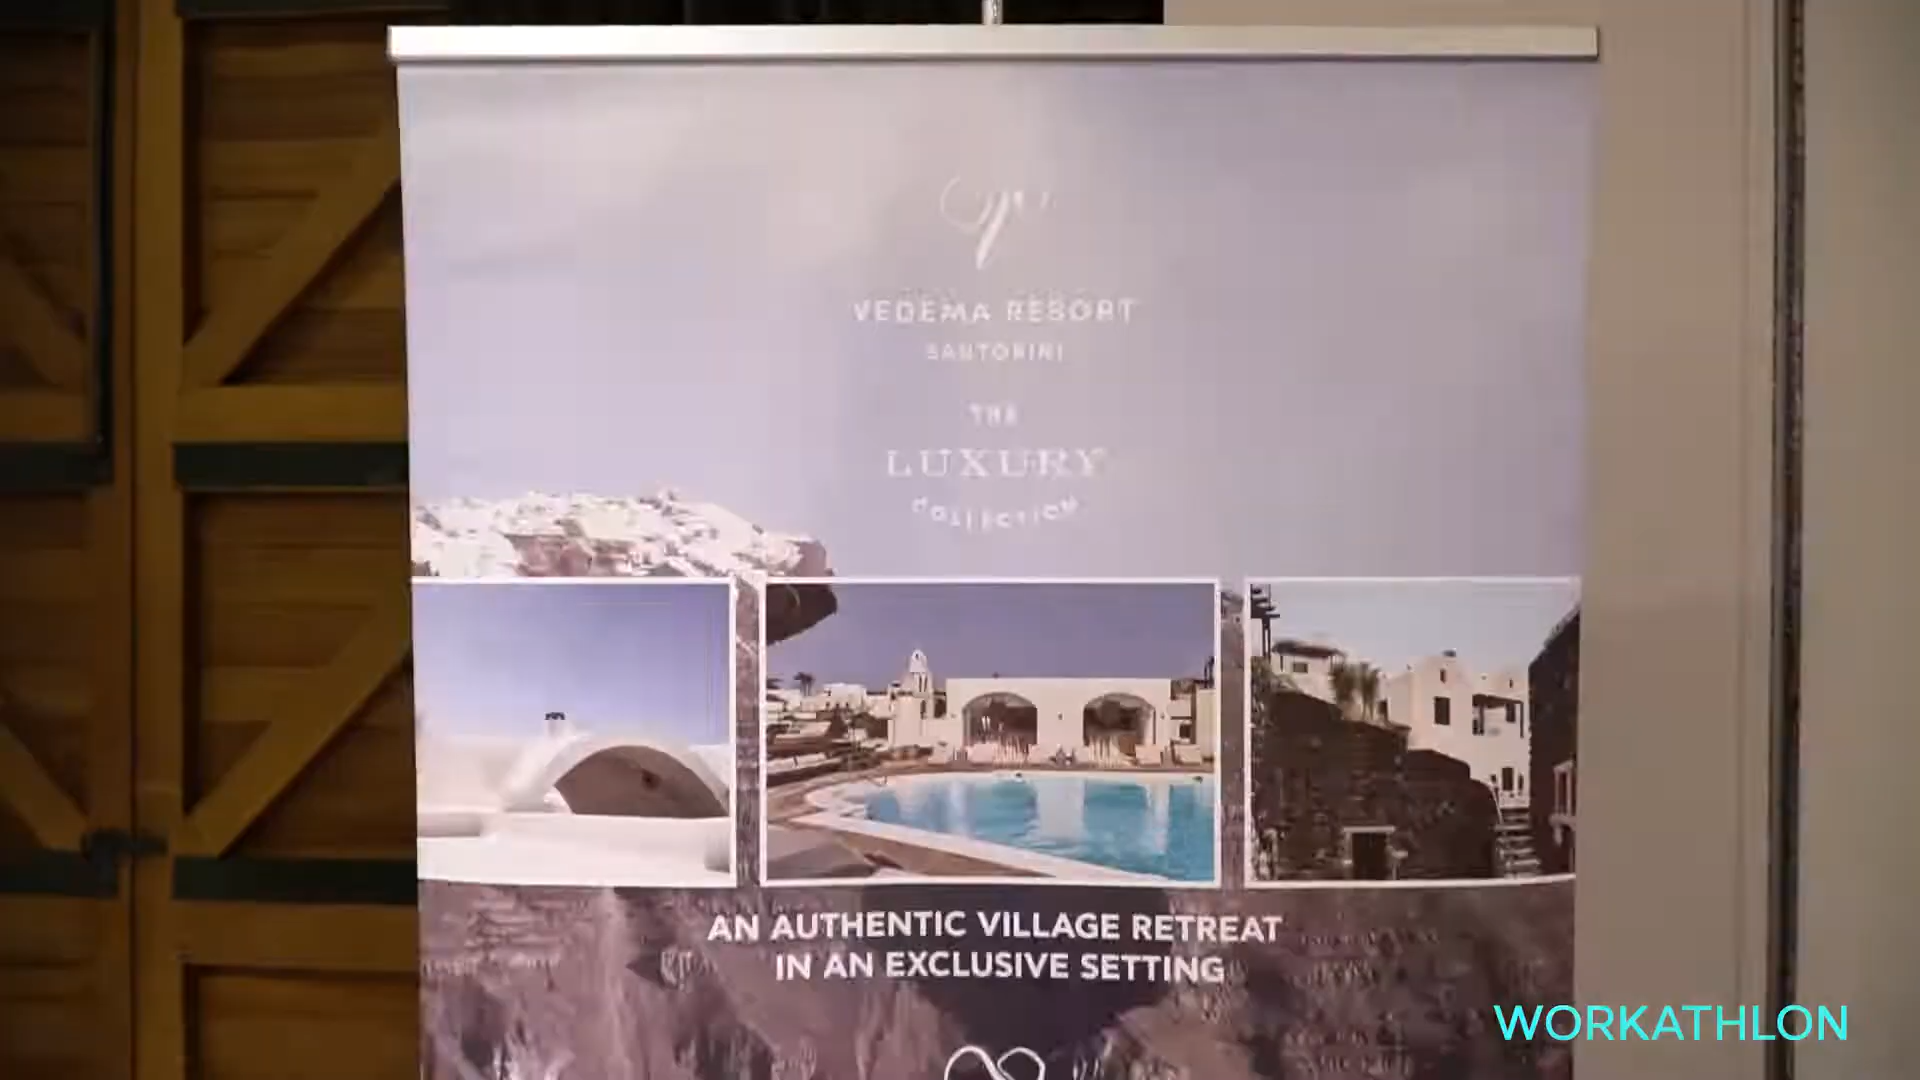 VEDEMA RESORT
SANTORINI
THE
LUXURY
COLLECTION
AN AUTHENTIC VILLAGE RETREAT
IN AN EXCLUSIVE SETTING
WORKATHLON